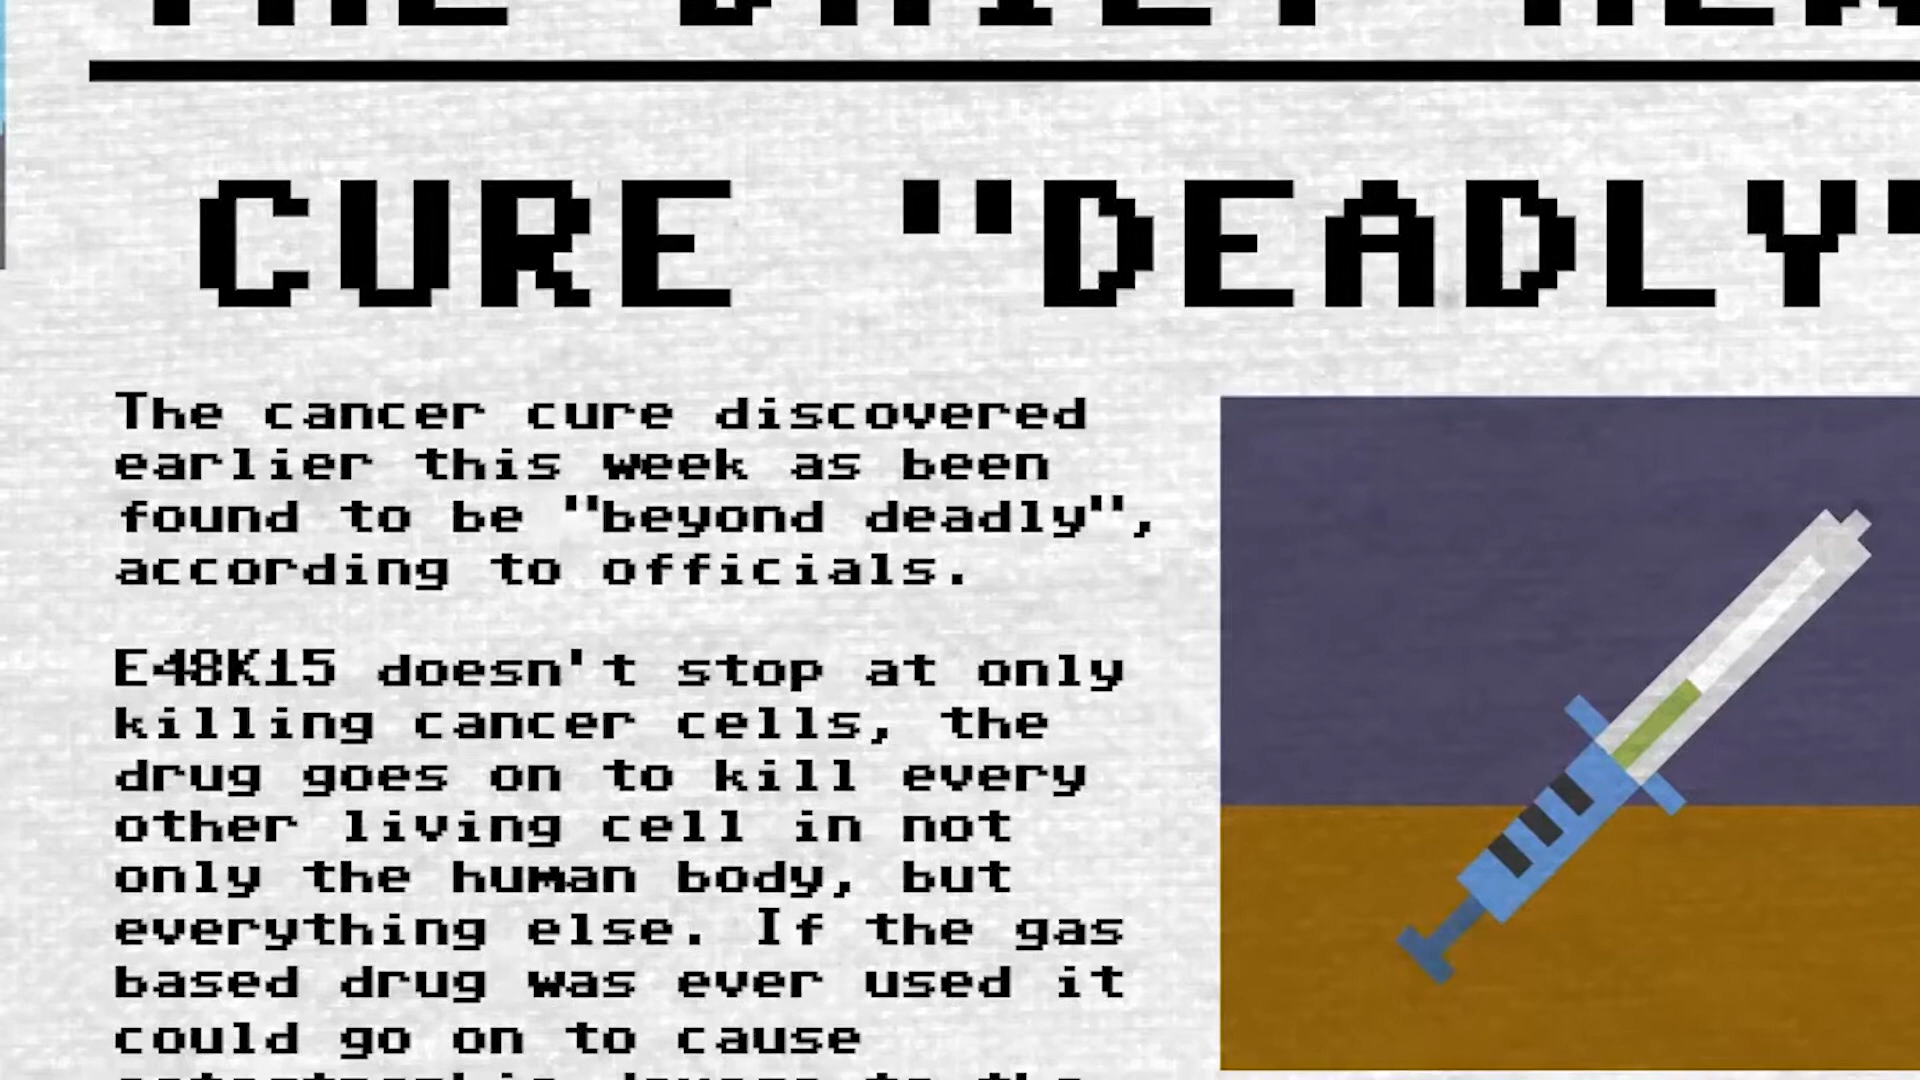 THE DAILY NEW
CURE "DEADLY"
The cancer cure discovered
earlier this week as been
found to be "beyond deadly",
according to officials.
E48K15 doesn't stop at only
killing cancer cells, the
drug goes on to kill every
other living cell in not
only the human body, but
everything else. If the gas
based drug was ever used it
could go on to cause